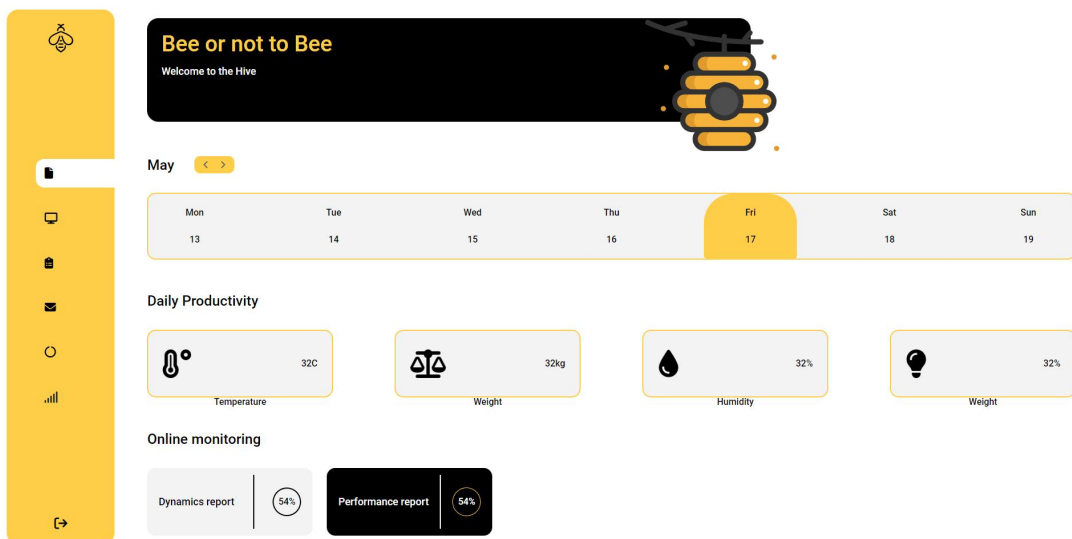 Bee or not to Bee
Welcome to the Hive
May
Mon Tue Wed Thu Fri Sat Sun
13 14 15 16 17 18 19
Daily Productivity
32C 32kg 32% 32%
Temperature Weight Humidity Weight
Online monitoring
Dynamics report 54% Performance report 54%